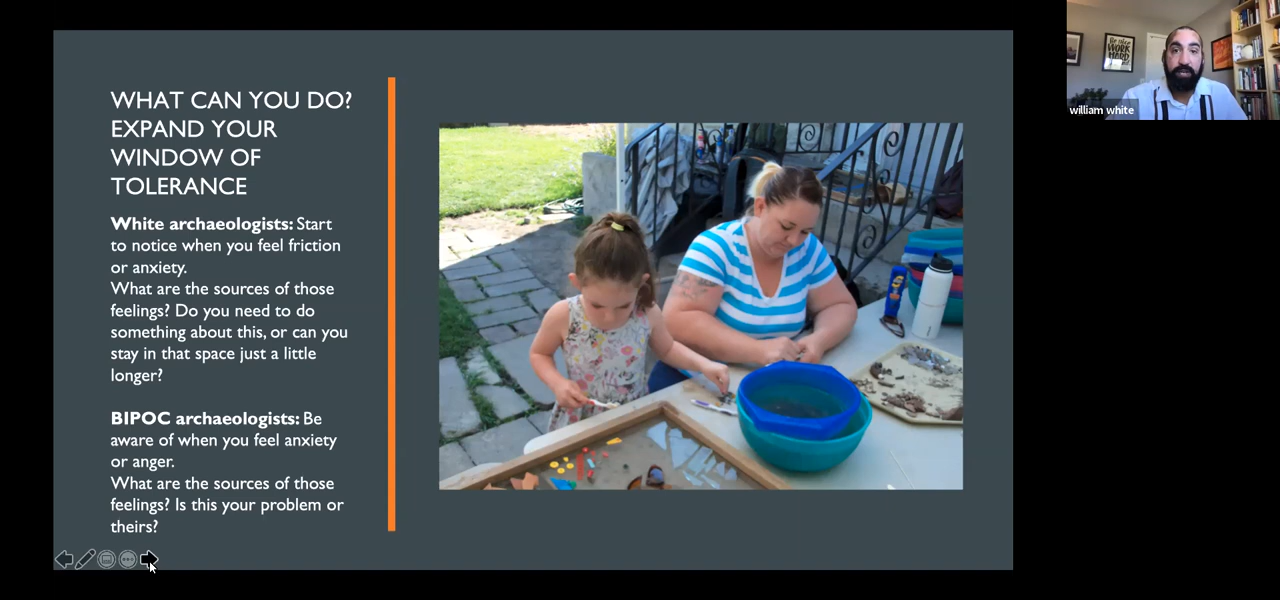 WHAT CAN YOU DO?
EXPAND YOUR
WINDOW OF
TOLERANCE
White archaeologists: Start
to notice when you feel friction
or anxiety.
What are the sources of those
feelings? Do you need to do
something about this, or can you
stay in that space just a little
longer?
BIPOC archaeologists: Be
aware of when you feel anxiety
or anger.
What are the sources of those
feelings? Is this your problem or
theirs?
WORK
HARD
william white